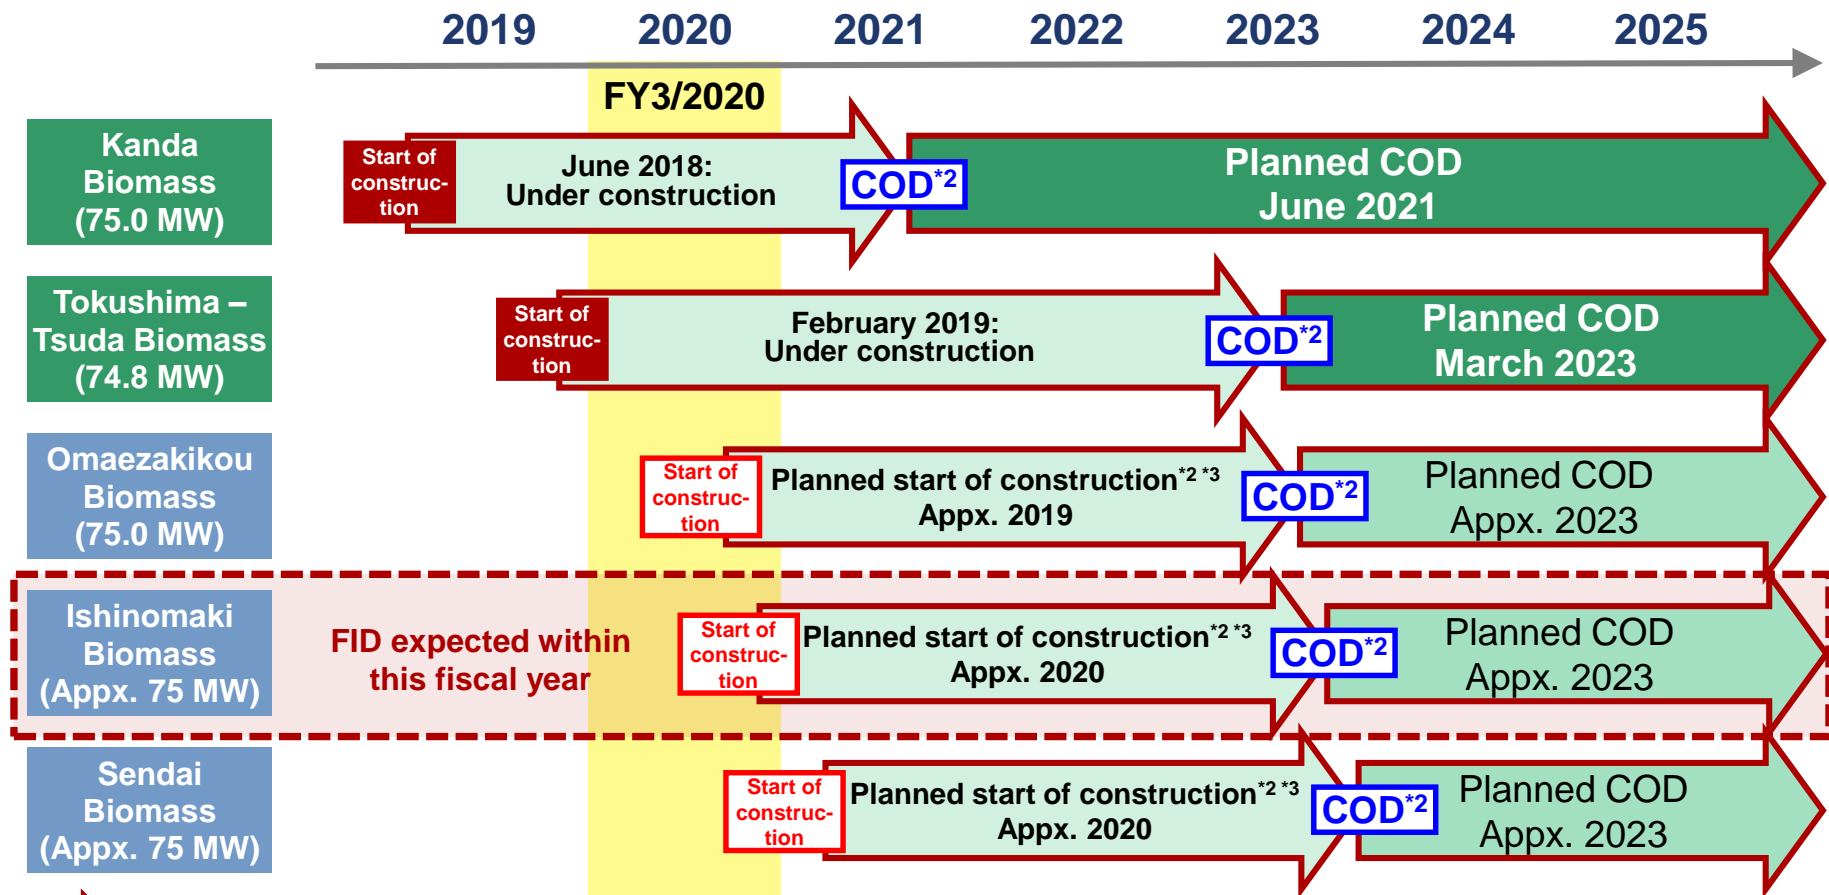 2019 2020 2021 2022 2023 2024 2025
FY3/2020
Kanda
Biomass
(75.0 MW)
Start of
construc-
tion
June 2018:
Under construction
COD*2
Planned COD
June 2021
Tokushima –
Tsuda Biomass
(74.8 MW)
Start of
construc-
tion
February 2019:
Under construction
COD*2
Planned COD
March 2023
Omaezakikou
Biomass
(75.0 MW)
Start of
construc-
tion
Planned start of construction*2 *3
Appx. 2019
COD*2
Planned COD
Appx. 2023
Ishinomaki
Biomass
(Appx. 75 MW)
FID expected within
this fiscal year
Start of
construc-
tion
Planned start of construction*2 *3
Appx. 2020
COD*2
Planned COD
Appx. 2023
Sendai
Biomass
(Appx. 75 MW)
Start of
construc-
tion
Planned start of construction*2 *3
Appx. 2020
COD*2
Planned COD
Appx. 2023